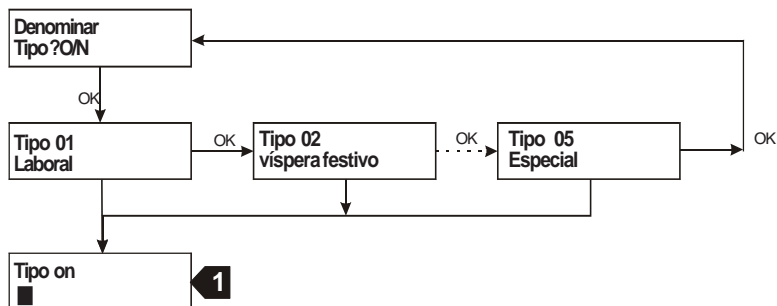 Denominar
Tipo ?O/N
OK
Tipo 01
Laboral
OK
Tipo 02
víspera festivo
OK
Tipo 05
Especial
OK
Tipo on
1